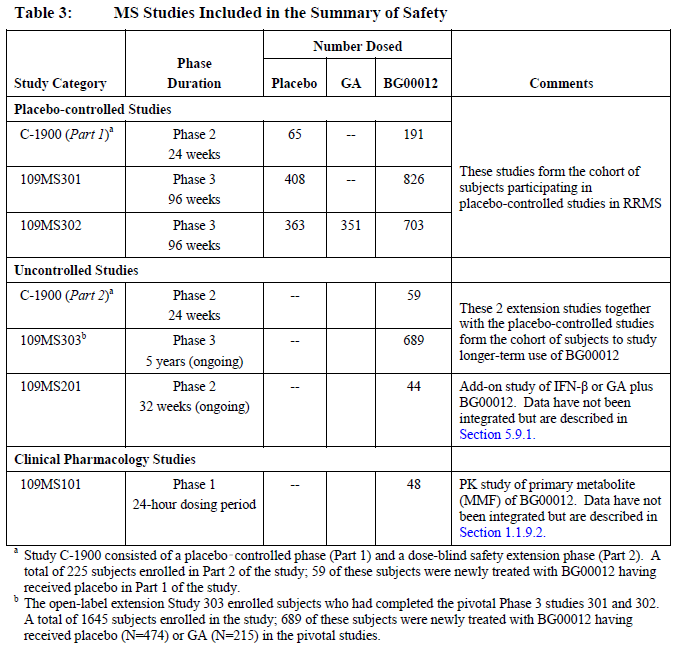 Table 3: MS Studies Included in the Summary of Safety
Number Dosed
Study Category
Phase
Duration
Placebo
GA
BG00012
Comments
Placebo-controlled Studies
C-1900 (Part 1)a
Phase 2
24 weeks
65
--
191
These studies form the cohort of
subjects participating in
placebo-controlled studies in RRMS
109MS301
Phase 3
96 weeks
408
--
826
109MS302
Phase 3
96 weeks
363
351
703
Uncontrolled Studies
C-1900 (Part 2)a
Phase 2
24 weeks
--
59
These 2 extension studies together
with the placebo-controlled studies
form the cohort of subjects to study
longer-term use of BG00012
109MS303b
Phase 3
5 years (ongoing)
--
689
109MS201
Phase 2
32 weeks (ongoing)
--
44
Add-on study of IFN-β or GA plus
BG00012. Data have not been
integrated but are described in
Section 5.9.1.
Clinical Pharmacology Studies
109MS101
Phase 1
24-hour dosing period
--
48
PK study of primary metabolite
(MMF) of BG00012. Data have not
been integrated but are described in
Section 1.1.9.2.
a Study C-1900 consisted of a placebo-controlled phase (Part 1) and a dose-blind safety extension phase (Part 2). A
total of 225 subjects enrolled in Part 2 of the study; 59 of these subjects were newly treated with BG00012 having
received placebo in Part 1 of the study.
b The open-label extension Study 303 enrolled subjects who had completed the pivotal Phase 3 studies 301 and 302.
A total of 1645 subjects enrolled in the study; 689 of these subjects were newly treated with BG00012 having
received placebo (N=474) or GA (N=215) in the pivotal studies.